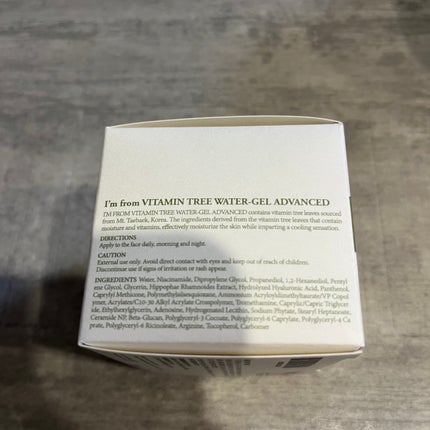 I'm from VITAMIN TREE WATER-GEL ADVANCED
I'M FROM VITAMIN TREE WATER-GEL ADVANCED contains vitamin tree leaves sourced
from Mt. Taebaek, Korea. The ingredients derived from the vitamin tree leaves that contain
moisture and vitamins, effectively moisturise the skin while imparting a cooling sensation.
DIRECTIONS
Apply to the face daily, morning and night.
CAUTION
External use only. Avoid direct contact with eyes and keep out of reach of children.
Discontinue use if signs of irritation or rash appear.
INGREDIENTS Water, Niacinamide, Dipropylene Glycol, Propanediol, 1,2-Hexanediol, Pentyl
ene Glycol, Glycerin, Hippophae Rhamnoides Extract, Hydrolyzed Hyaluronic Acid, Panthenol,
Caprylyl Methicone, Polymethylsilsesquioxane, Ammonium Acryloyldimethyltaurate/VP Copol
ymer, Acrylates/C10-30 Alkyl Acrylate Crosspolymer, Tromethamine, Caprylic/Capric Triglycer
ide, Ethylhexylglycerin, Adenosine, Hydrogenated Lecithin, Sodium Phytate, Stearyl Heptanoate,
Ceramide NP, Beta-Glucan, Polyglyceryl-3 Cocoate, Polyglyceryl-6 Caprylate, Polyglyceryl-4 Ca
prate, Polyglyceryl-6 Ricinoleate, Arginine, Tocopherol, Carbomer